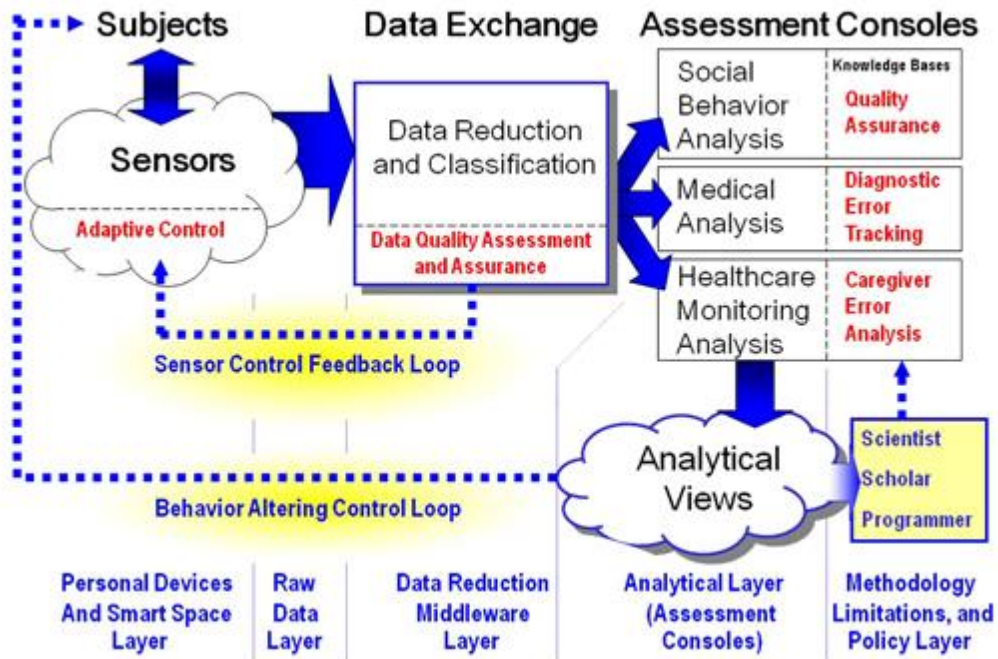 Subjects
Data Exchange
Assessment Consoles
Sensors
Adaptive Control
Data Reduction
and Classification
Data Quality Assessment
and Assurance
Social
Behavior
Analysis
Knowledge Bases
Quality
Assurance
Medical
Analysis
Diagnostic
Error
Tracking
Healthcare
Monitoring
Analysis
Caregiver
Error
Analysis
Sensor Control Feedback Loop
Analytical
Views
Scientist
Scholar
Programmer
Behavior Altering Control Loop
Personal Devices
And Smart Space
Layer
Raw
Data
Layer
Data Reduction
Middleware
Layer
Analytical Layer
(Assessment
Consoles)
Methodology
Limitations, and
Policy Layer